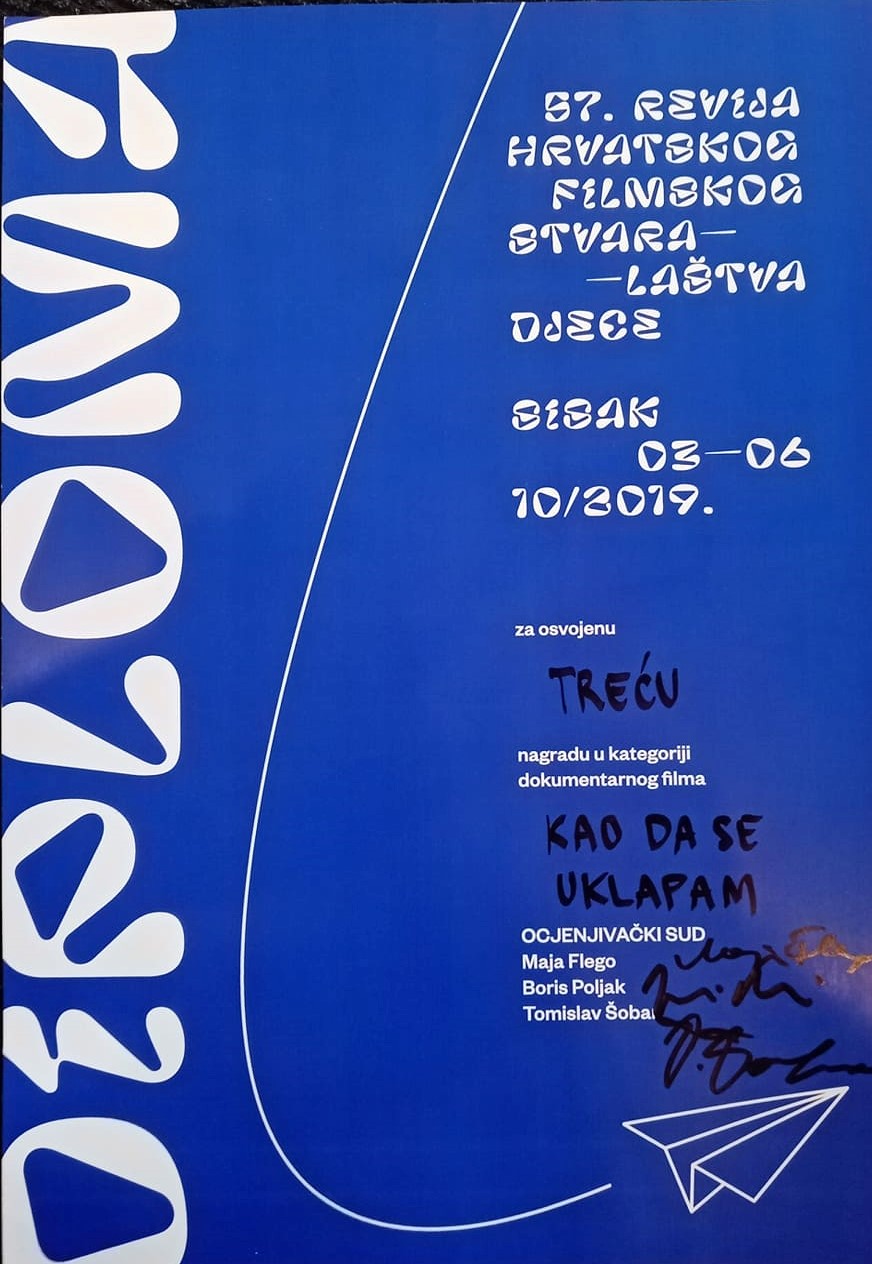 DIPLOMA
57. REVIJA
HRVATSKOG
FILMSKOG
STVARA—
—LAŠTVA
DJECE
SISAK
03—06
10/2019.
za osvojenu
TREĆU
nagradu u kategoriji
dokumentarnog filma
KAO DA SE
UKLAPAM
OCJENJIVAČKI SUD
Maja Flego
Boris Poljak
Tomislav Šoban